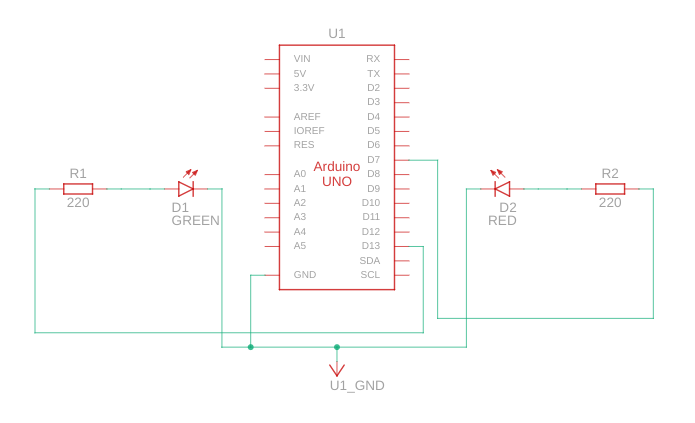 U1
VIN RX
5V TX
3.3V D2
D3
AREF D4
IOREF D5
RES D6
D7
Arduino
UNO
A0 D8
A1 D9
A2 D10
A3 D11
A4 D12
A5 D13
SDA
GND SCL
R1
220
D1
GREEN
D2
RED
R2
220
U1_GND